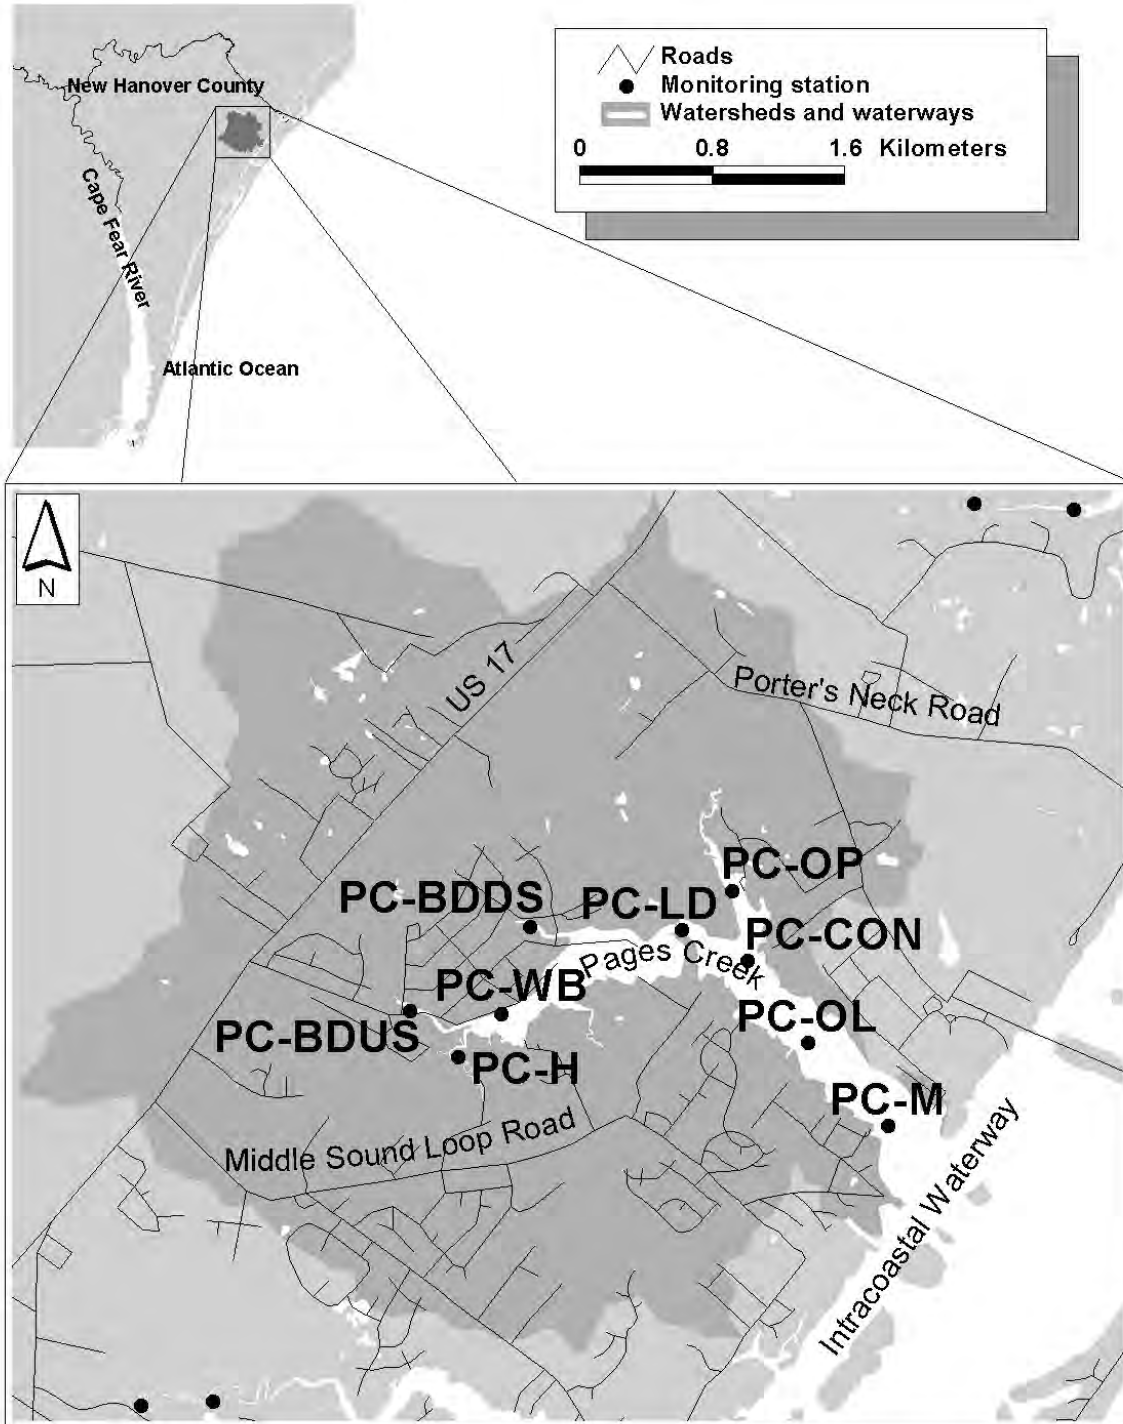 New Hanover County
Cape Fear River
Atlantic Ocean
Roads
Monitoring station
Watersheds and waterways
0 0.8 1.6 Kilometers
N
US 17
Porter's Neck Road
PC-OP
PC-BDDS
PC-LD
PC-CON
Pages Creek
PC-WB
PC-OL
PC-BDUS
PC-H
PC-M
Middle Sound Loop Road
Intracoastal Waterway